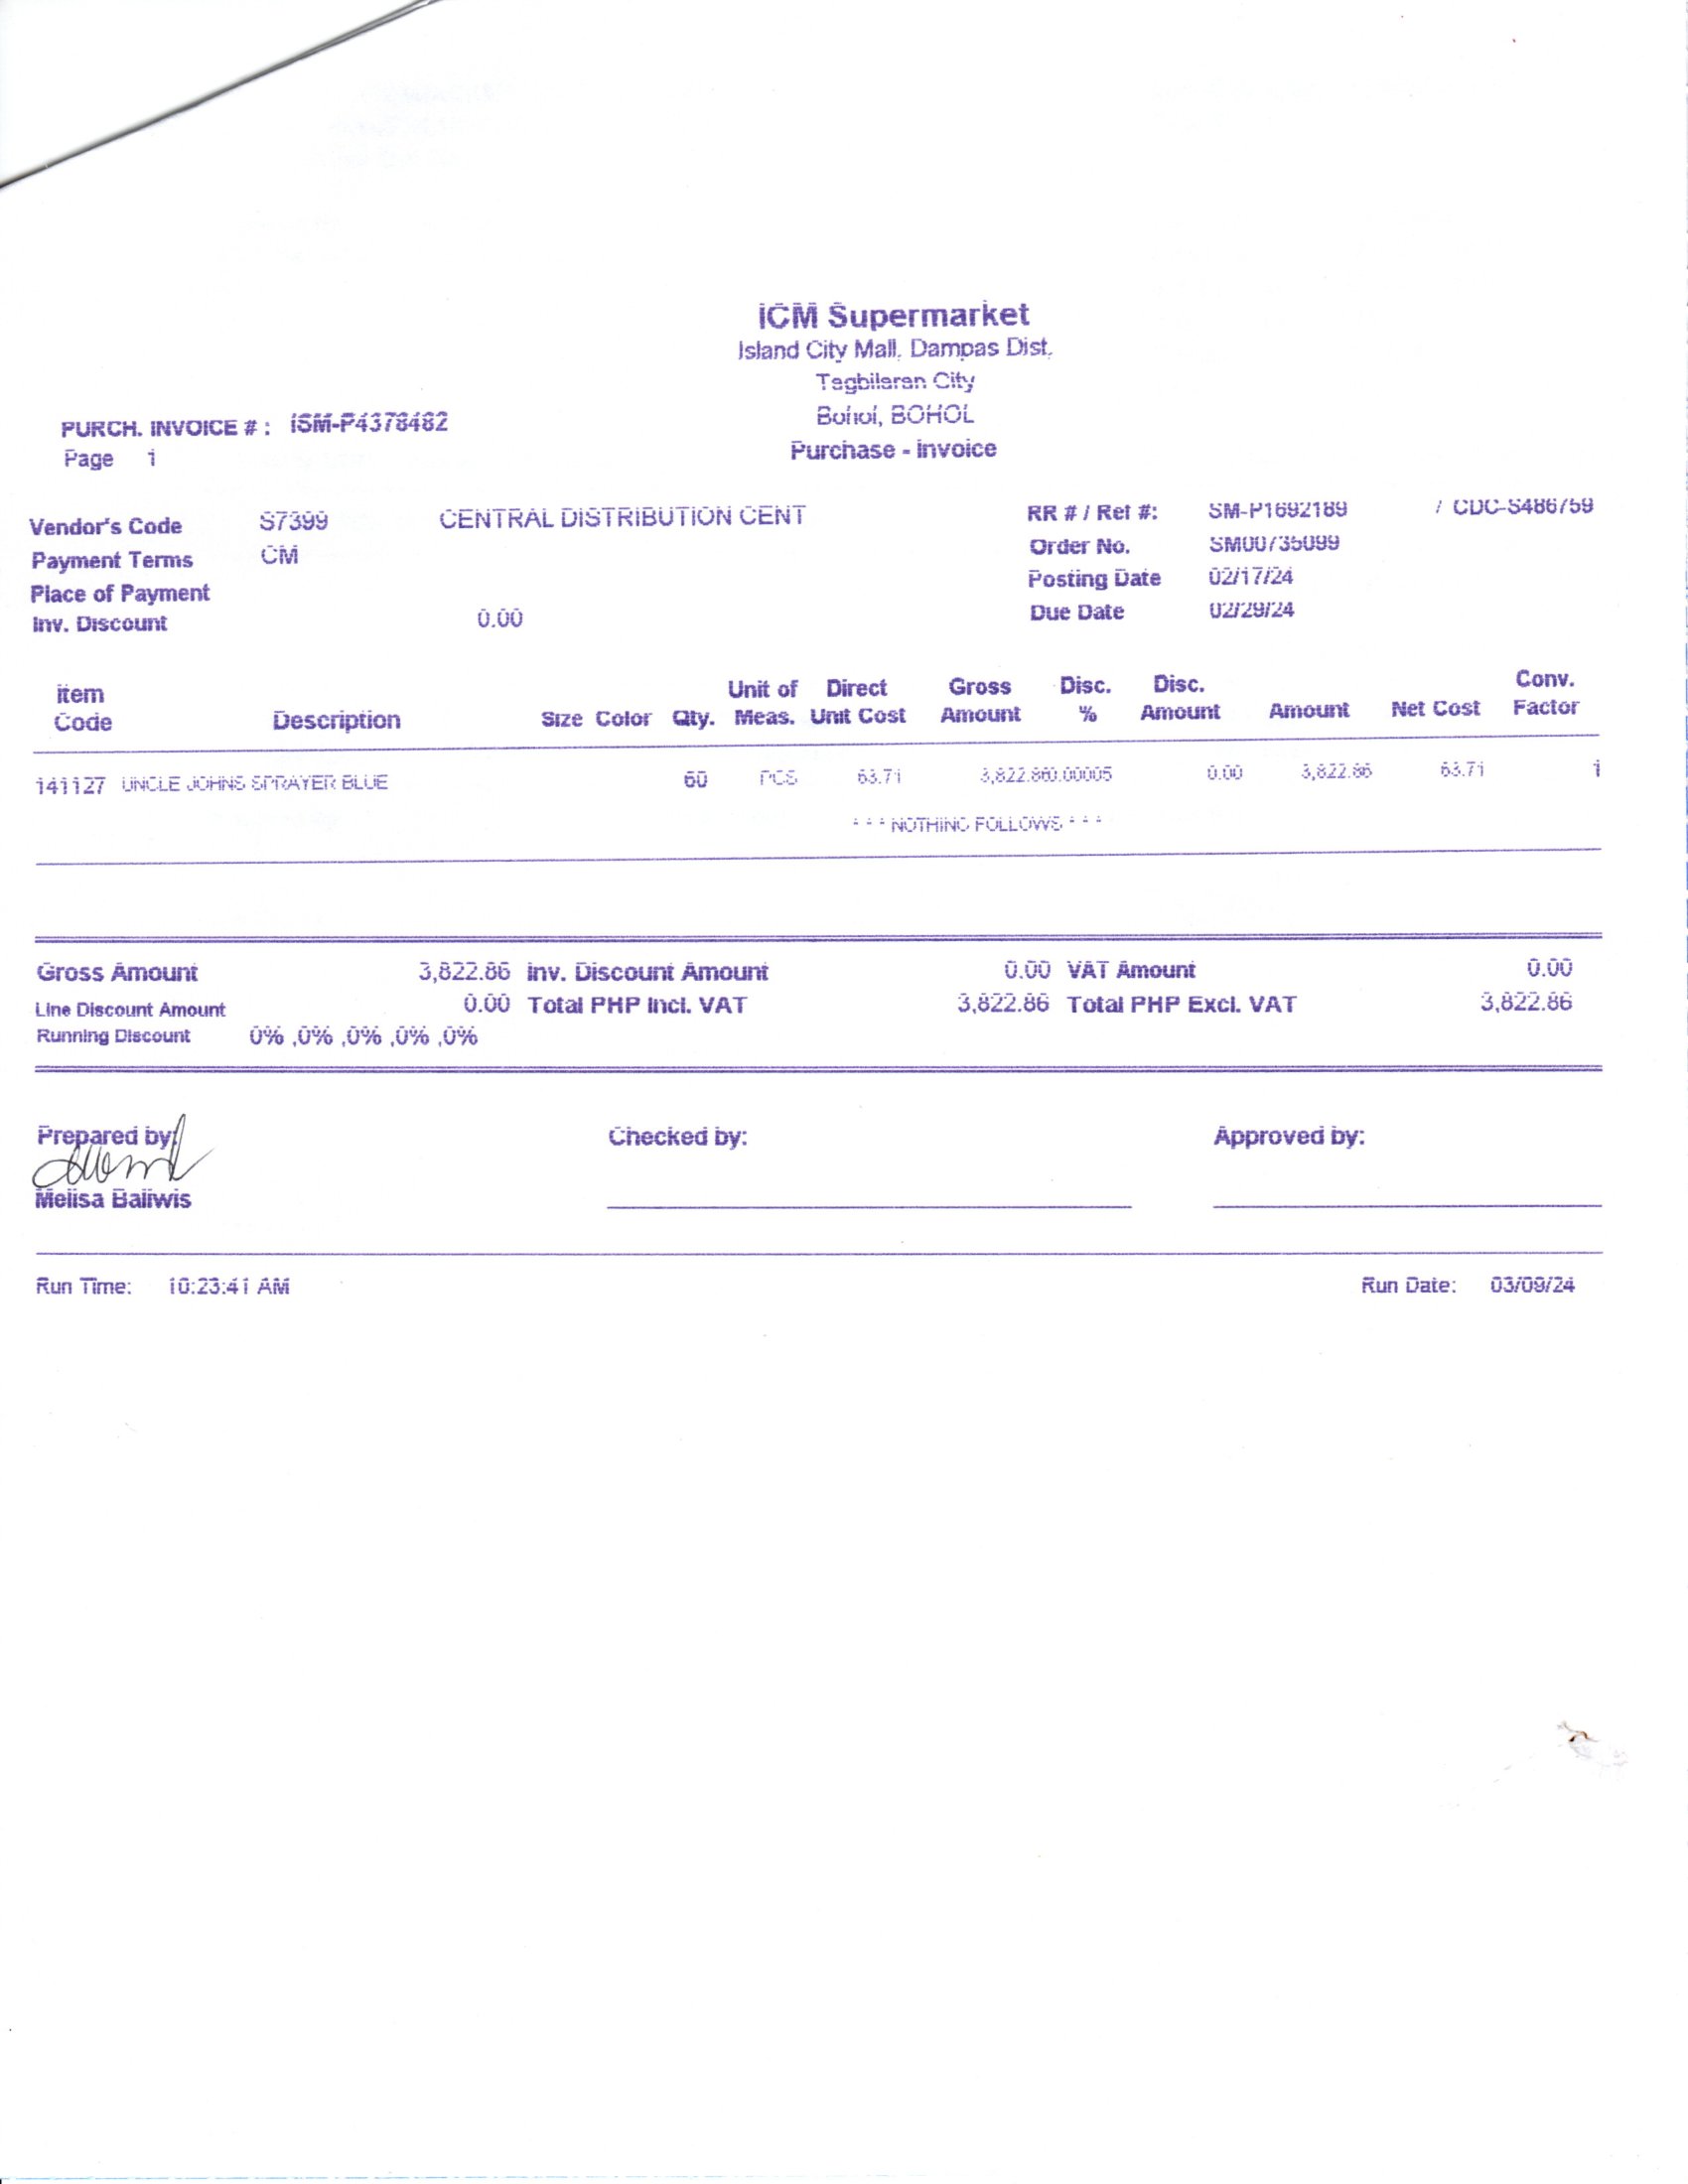 ICM Supermarket
Island City Mall, Dampas Dist.
Tagbilaran City
Bohol, BOHOL
Purchase - Invoice
PURCH. INVOICE # : ISM-P4378482
Page 1
Vendor's Code S7399 CENTRAL DISTRIBUTION CENT
Payment Terms CM
Place of Payment
Inv. Discount 0.00
RR # / Ref #: SM-P1692189 / CDC-S486759
Order No. SM00735099
Posting Date 02/17/24
Due Date 02/29/24
Item Code Description Size Color Qty. Unit of Meas. Direct Unit Cost Gross Amount Disc. % Disc. Amount Amount Net Cost Conv. Factor
141127 UNCLE JOHNS SPRAYER BLUE 60 PCS 63.71 3,822.860.00005 0.00 3,822.86 63.71 1
* * * NOTHING FOLLOWS * * *
Gross Amount 3,822.86 Inv. Discount Amount 0.00 VAT Amount 0.00
Line Discount Amount 0.00 Total PHP Incl. VAT 3,822.86 Total PHP Excl. VAT 3,822.86
Running Discount 0% ,0% ,0% ,0% ,0%
Prepared by: Checked by: Approved by:
Melisa Baliwis
Run Time: 10:23:41 AM Run Date: 03/09/24